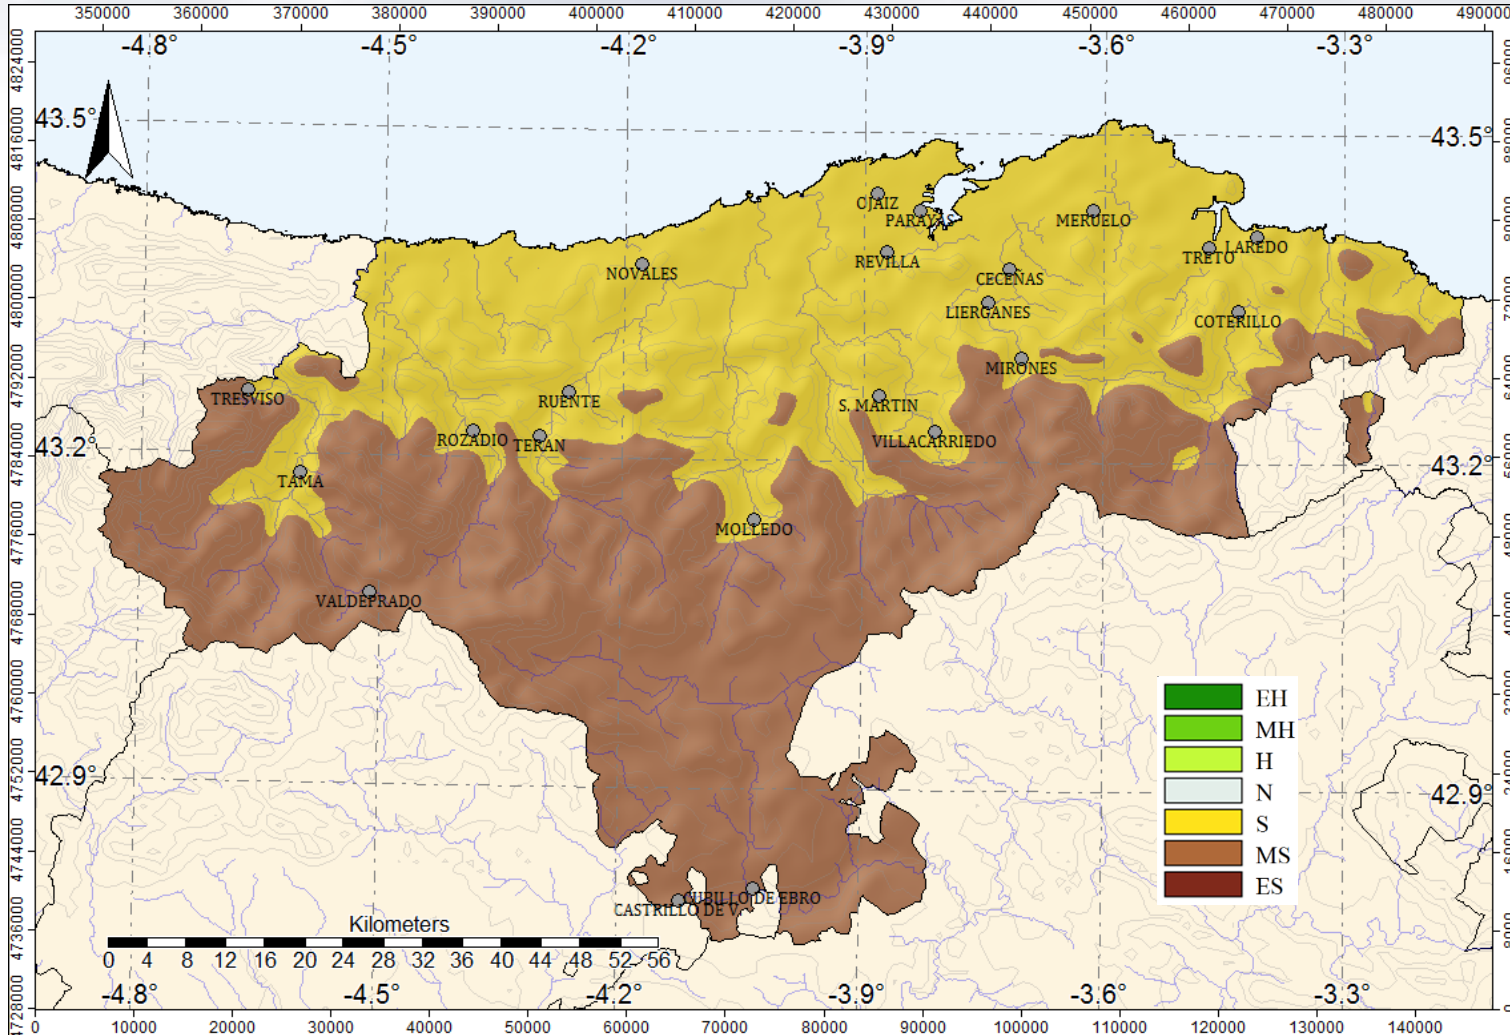 350000 360000 370000 380000 390000 400000 410000 420000 430000 440000 450000 460000 470000 480000
-4.8° -4.5° -4.2° -3.9° -3.6° -3.3°
4824000
43.5° 43.5°
4816000
4808000
OJAIZ
PARAYAS
MERUELO
LAREDO
TRETO
REVILLA
NOVALES
CECEÑAS
4800000
LIERGANES
COTERILLO
MIRONES
4792000
TRESVISO
RUENTE
S. MARTIN
ROZADIO
TERAN
VILLACARRIEDO
43.2° 43.2°
4784000
TAMA
MOLLEDO
4776000
VALDEPRADO
4768000
4760000
EH
MH
H
N
S
MS
ES
4752000
42.9° 42.9°
4744000
CUBILLO DE EBRO
CASTRILLO DE V.
4736000
Kilometers
0 4 8 12 16 20 24 28 32 36 40 44 48 52 56
4728000
-4.8° -4.5° -4.2° -3.9° -3.6° -3.3°
10000 20000 30000 40000 50000 60000 70000 80000 90000 100000 110000 120000 130000 140000